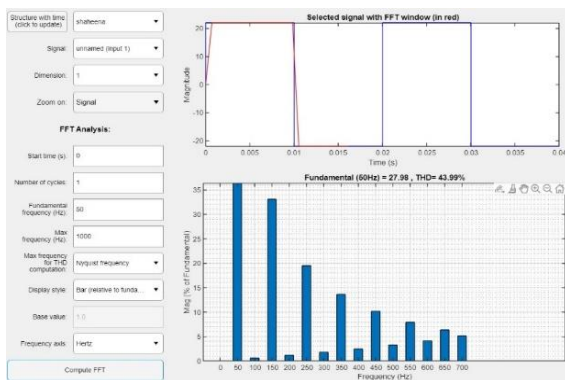 Structure with time
(click to update)
shaheena
Signal:
unnamed (input 1)
Dimension:
1
Zoom on:
Signal
FFT Analysis:
Start time (s):
0
Number of cycles:
1
Fundamental
frequency (Hz):
50
Max
frequency (Hz):
1000
Max frequency
for THD
computation:
Nyquist frequency
Display style:
Bar (relative to funda...
Base value:
1.0
Frequency axis:
Hertz
Compute FFT
Selected signal with FFT window (in red)
Magnitude
20
10
0
-10
-20
0 0.005 0.01 0.015 0.02 0.025 0.03 0.035 0.04
Time (s)
Fundamental (50Hz) = 27.98 , THD= 43.99%
Mag (% of Fundamental)
35
30
25
20
15
10
5
0
0 50 100 150 200 250 300 350 400 450 500 550 600 650 700
Frequency (Hz)